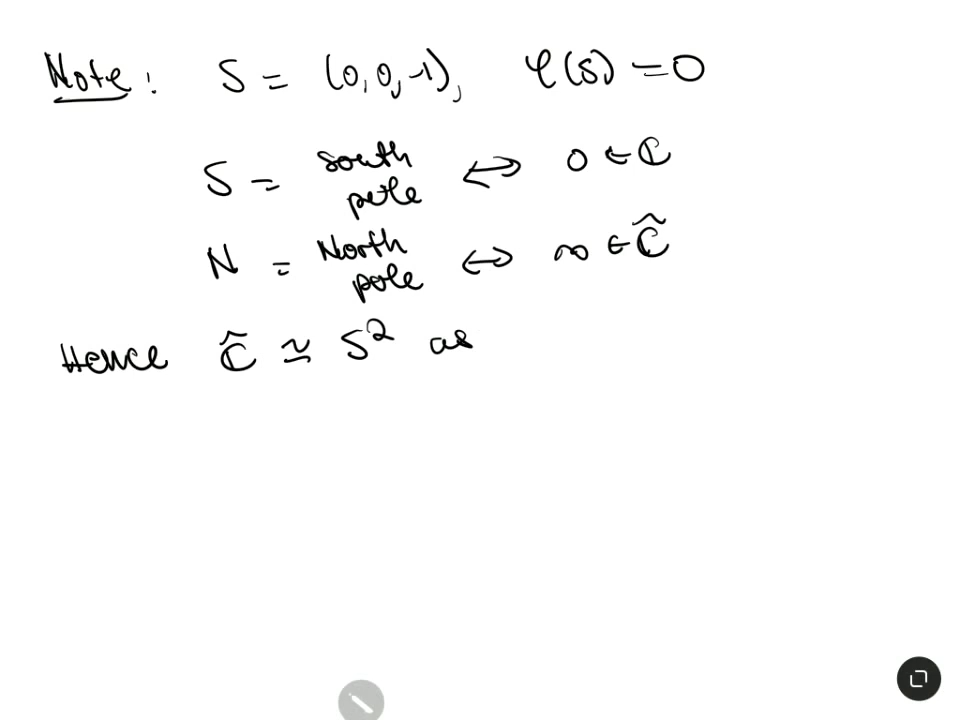 Note: S = (0, 0, -1), φ(S) = 0
S = south pole ↔ 0 ∈ ℂ
N = North pole ↔ ∞ ∈ ℂ̂
Hence ℂ̂ ≃ S² as